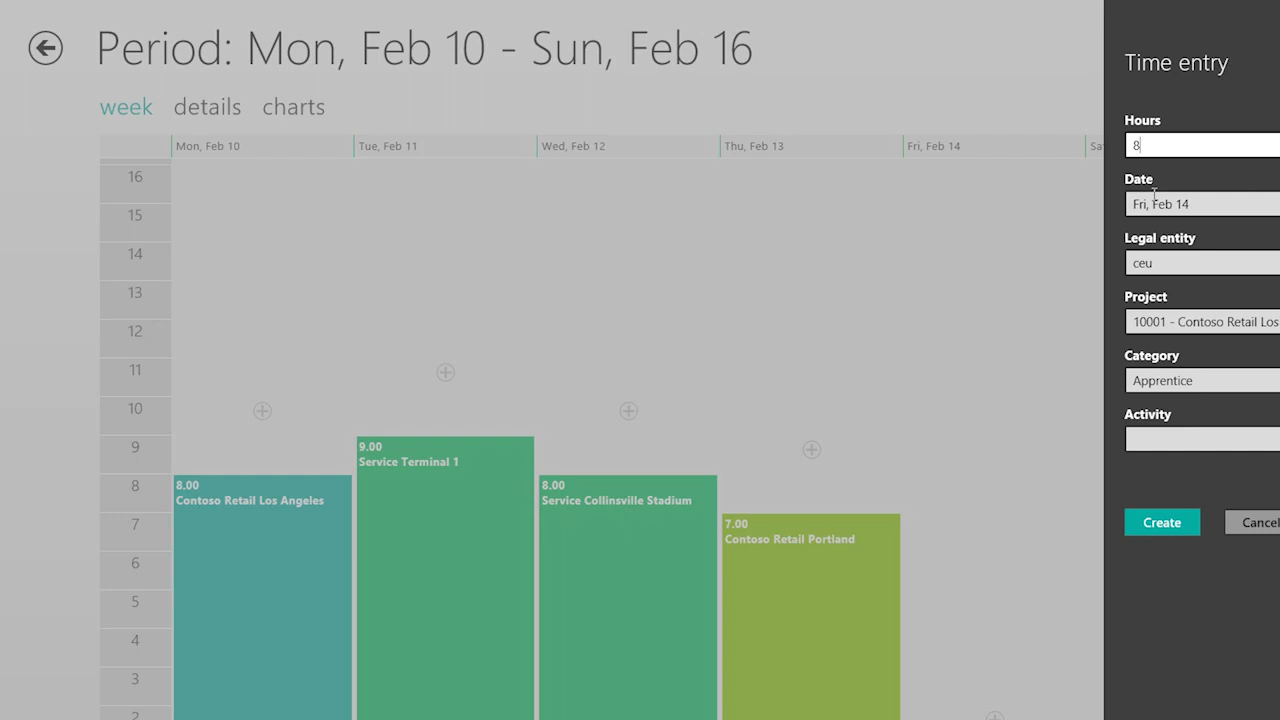 Period: Mon, Feb 10 - Sun, Feb 16
week details charts
Mon, Feb 10 Tue, Feb 11 Wed, Feb 12 Thu, Feb 13 Fri, Feb 14 Sa
16
15
14
13
12
11
10
9
8
7
6
5
4
3
2
9.00
Service Terminal 1
8.00
Contoso Retail Los Angeles
8.00
Service Collinsville Stadium
7.00
Contoso Retail Portland
Time entry
Hours
8
Date
Fri, Feb 14
Legal entity
ceu
Project
10001 - Contoso Retail Los
Category
Apprentice
Activity
Create Cancel